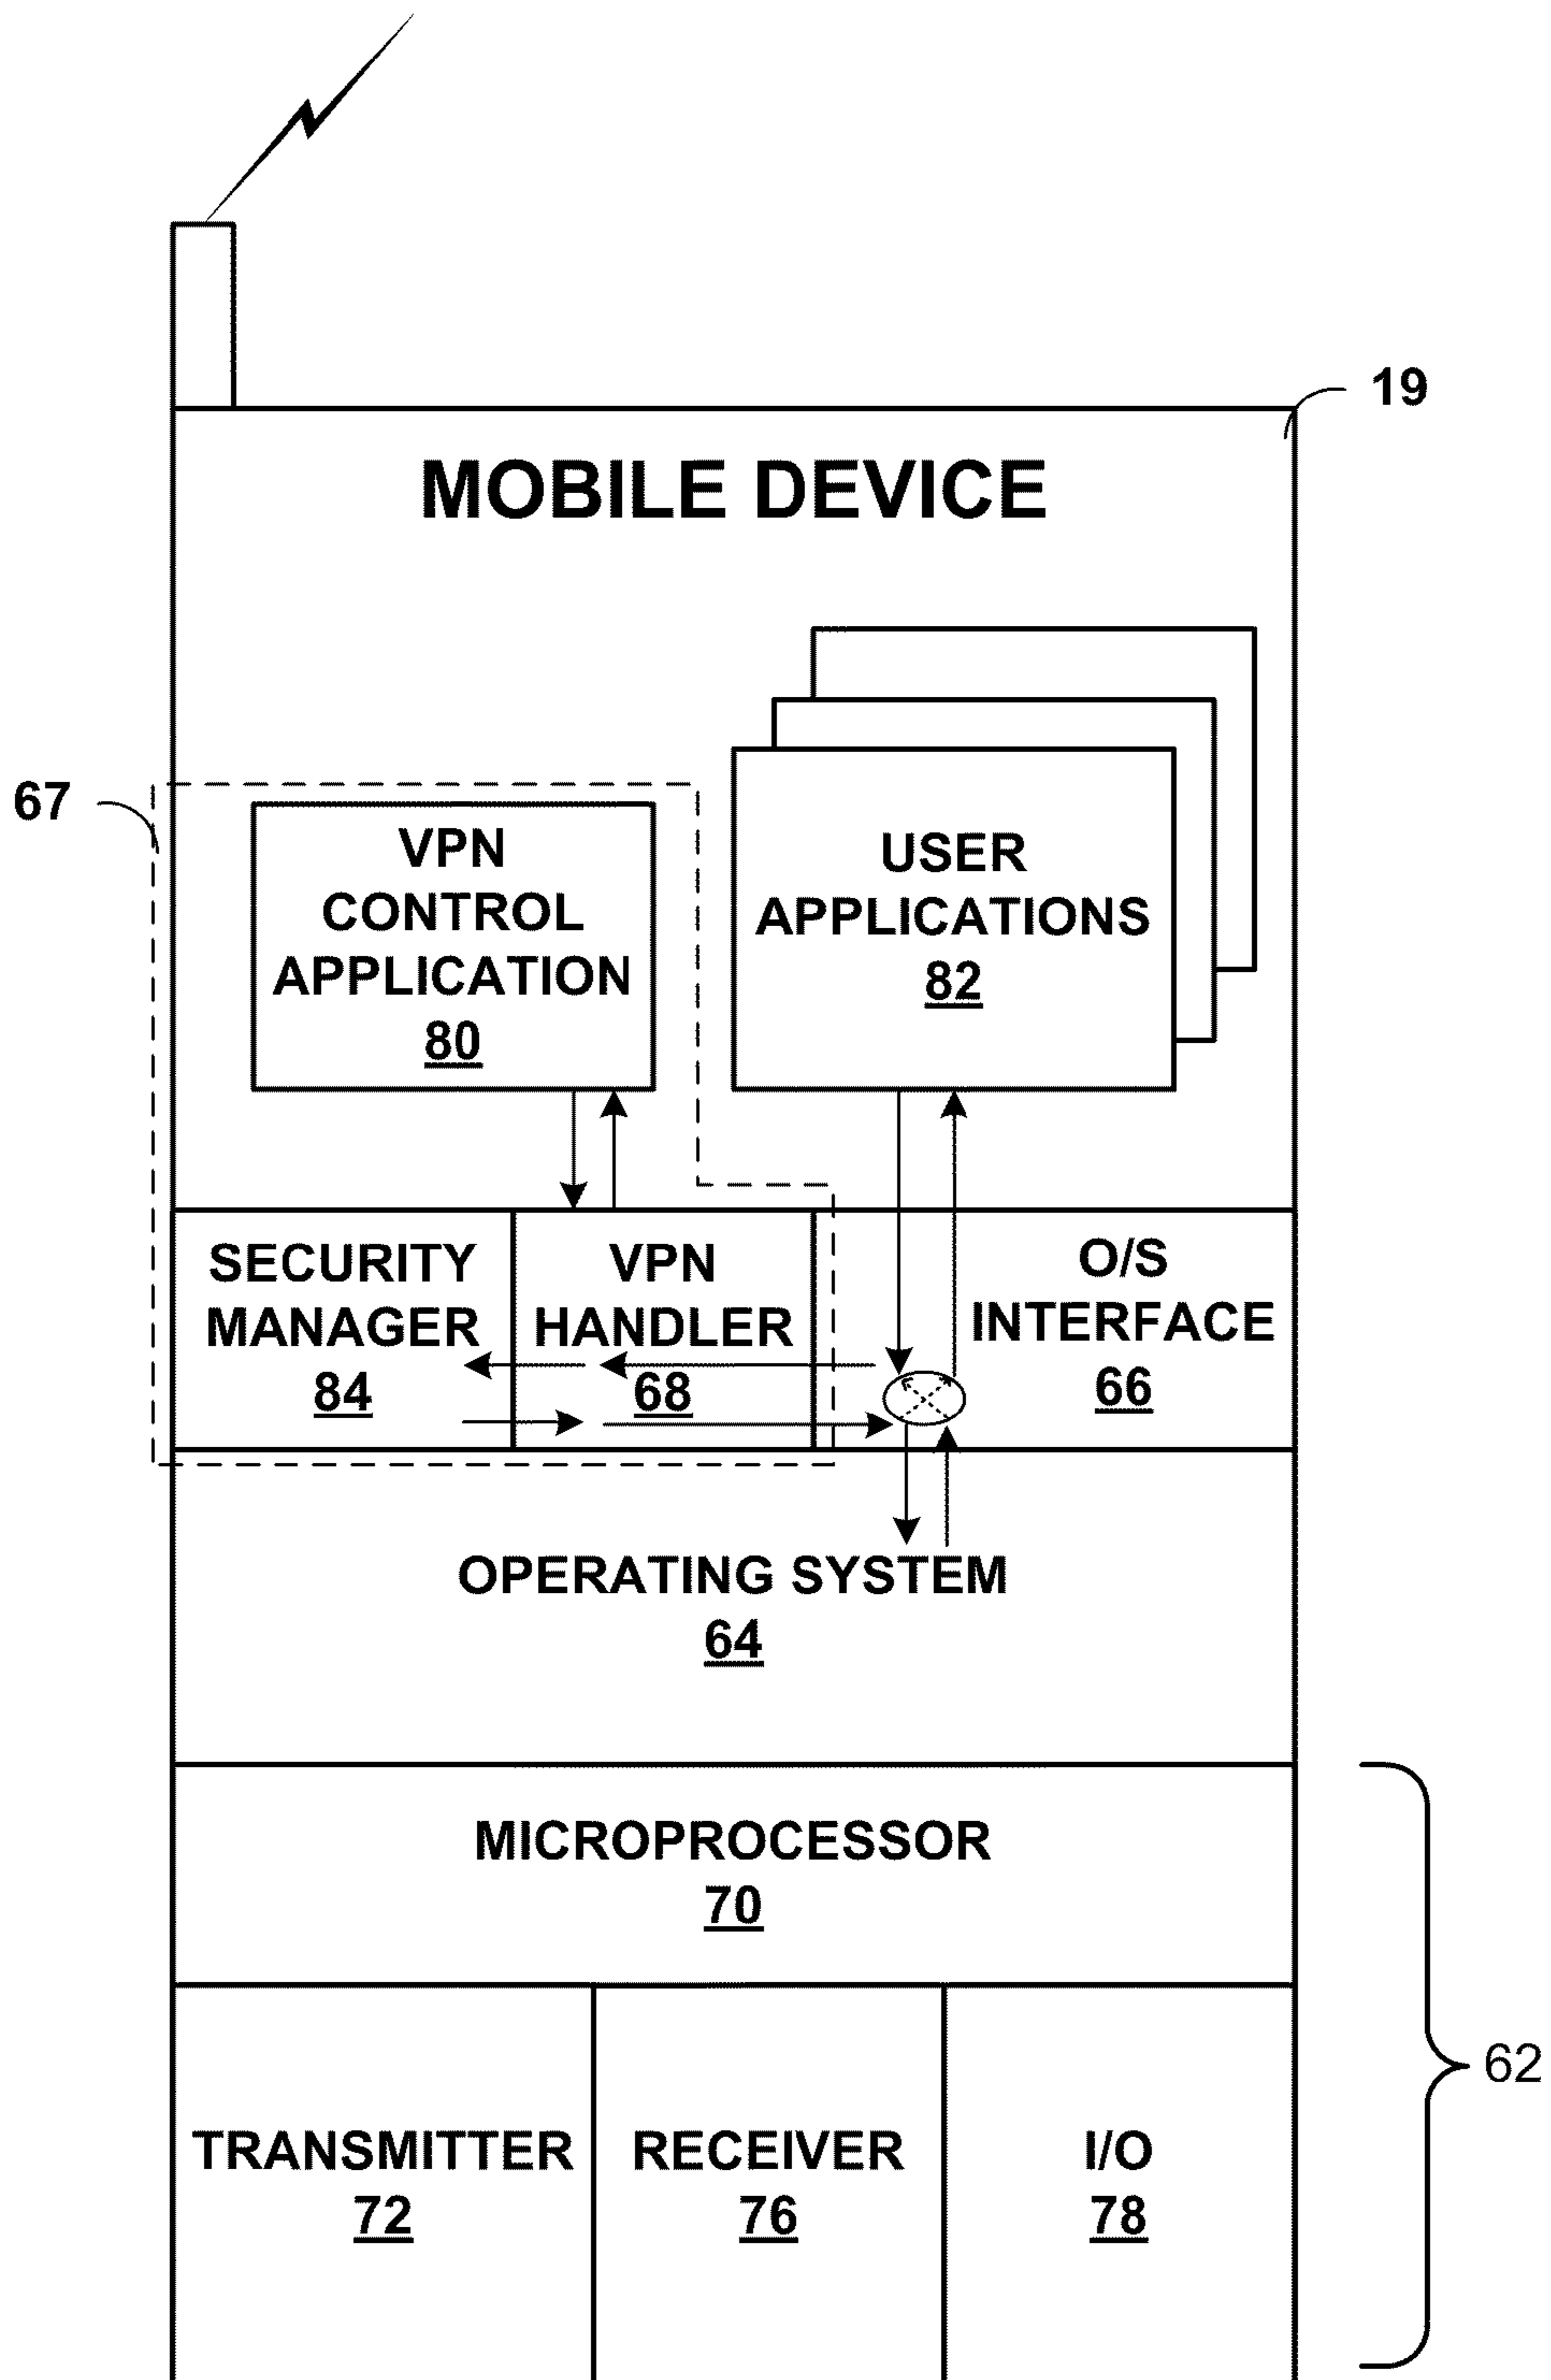 19
MOBILE DEVICE
67
VPN
CONTROL
APPLICATION
80
USER
APPLICATIONS
82
SECURITY
MANAGER
84
VPN
HANDLER
68
O/S
INTERFACE
66
OPERATING SYSTEM
64
MICROPROCESSOR
70
62
TRANSMITTER
72
RECEIVER
76
I/O
78